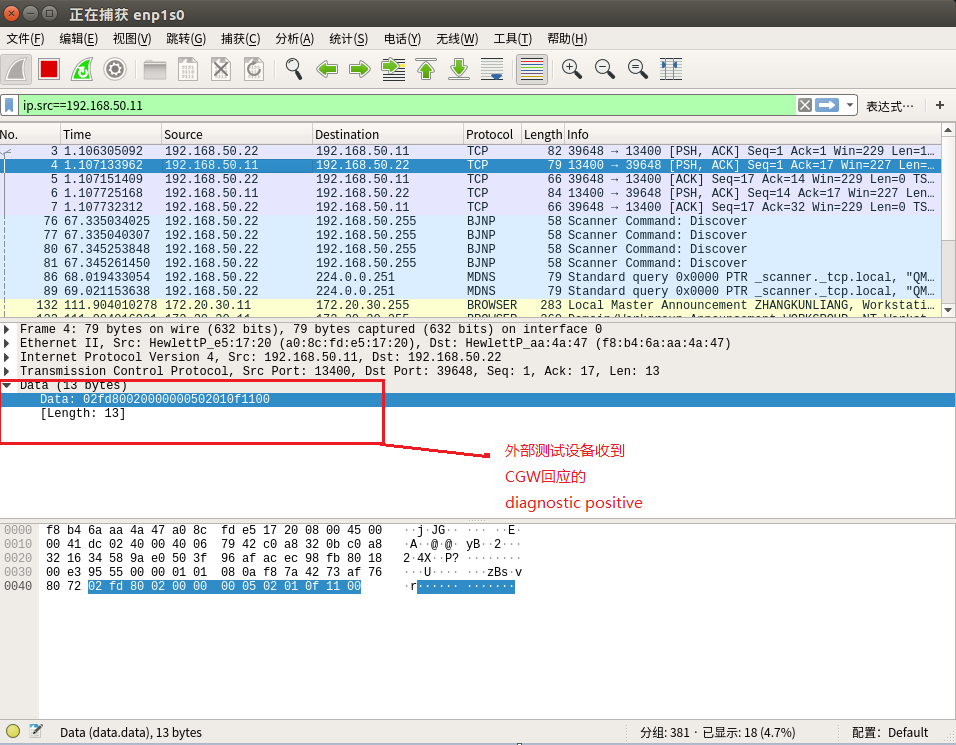 正在捕获 enp1s0
文件(F) 编辑(E) 视图(V) 跳转(G) 捕获(C) 分析(A) 统计(S) 电话(Y) 无线(W) 工具(T) 帮助(H)
ip.src==192.168.50.11 表达式… +
No. Time Source Destination Protocol Length Info
3 1.106305092 192.168.50.22 192.168.50.11 TCP 82 39648 → 13400 [PSH, ACK] Seq=1 Ack=1 Win=229 Len=1…
4 1.107133962 192.168.50.11 192.168.50.22 TCP 79 13400 → 39648 [PSH, ACK] Seq=1 Ack=17 Win=227 Len=…
5 1.107151409 192.168.50.22 192.168.50.11 TCP 66 39648 → 13400 [ACK] Seq=17 Ack=14 Win=229 Len=0 TS…
6 1.107725168 192.168.50.11 192.168.50.22 TCP 84 13400 → 39648 [PSH, ACK] Seq=14 Ack=17 Win=227 Len…
7 1.107732312 192.168.50.22 192.168.50.11 TCP 66 39648 → 13400 [ACK] Seq=17 Ack=32 Win=229 Len=0 TS…
76 67.335034025 192.168.50.22 192.168.50.255 BJNP 58 Scanner Command: Discover
77 67.335040307 192.168.50.22 192.168.50.255 BJNP 58 Scanner Command: Discover
80 67.345253848 192.168.50.22 192.168.50.255 BJNP 58 Scanner Command: Discover
81 67.345261450 192.168.50.22 192.168.50.255 BJNP 58 Scanner Command: Discover
86 68.019433054 192.168.50.22 224.0.0.251 MDNS 79 Standard query 0x0000 PTR _scanner._tcp.local, "QM…
89 69.021153638 192.168.50.22 224.0.0.251 MDNS 79 Standard query 0x0000 PTR _scanner._tcp.local, "QM…
132 111.904010278 172.20.30.11 172.20.30.255 BROWSER 283 Local Master Announcement ZHANGKUNLIANG, Workstati…
Frame 4: 79 bytes on wire (632 bits), 79 bytes captured (632 bits) on interface 0
Ethernet II, Src: HewlettP_e5:17:20 (a0:8c:fd:e5:17:20), Dst: HewlettP_aa:4a:47 (f8:b4:6a:aa:4a:47)
Internet Protocol Version 4, Src: 192.168.50.11, Dst: 192.168.50.22
Transmission Control Protocol, Src Port: 13400, Dst Port: 39648, Seq: 1, Ack: 17, Len: 13
Data (13 bytes)
Data: 02fd80020000000502010f1100
[Length: 13]
外部测试设备收到
CGW回应的
diagnostic positive
0000 f8 b4 6a aa 4a 47 a0 8c fd e5 17 20 08 00 45 00 ··j·JG·· ··· ··E·
0010 00 41 dc 02 40 00 40 06 79 42 c0 a8 32 0b c0 a8 ·A··@·@· yB··2···
0020 32 16 34 58 9a e0 50 3f 96 af ac ec 98 fb 80 18 2·4X··P? ········
0030 00 e3 95 55 00 00 01 01 08 0a f8 7a 42 73 af 76 ···U···· ···zBs·v
0040 80 72 02 fd 80 02 00 00 00 05 02 01 0f 11 00 ·r······ ·······
Data (data.data), 13 bytes 分组: 381 · 已显示: 18 (4.7%) 配置: Default